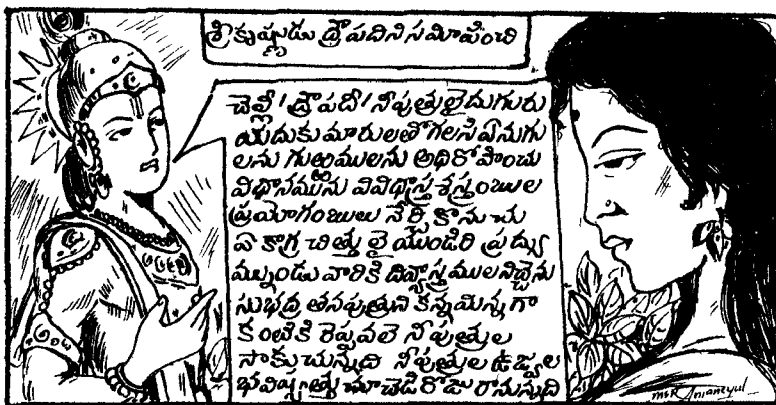 శ్రీకృష్ణుడు ద్రౌపదిని సమీపించి
చెల్లీ! ద్రౌపదీ! నీపుత్రులైదుగురు
యదుకుమారులతోగలసి ఏనుగు
లను గుఱ్ఱములను అధిరోహించు
విధానమును వివిధాస్త్రశస్త్రంబుల
ప్రయోగంబులు నేర్చికొనుచు
ఏకాగ్ర చిత్తులై యుండిరి ప్రద్యు
మ్నుండు వారికి దివ్యాస్త్రములనిచ్చెను
సుభద్ర తనపుత్రుని కన్నమిన్నగా
కంటికి రెప్పవలె నీపుత్రుల
సాకుచున్నది నీపుత్రుల ఉజ్వల
భవిష్యత్తు చూచెడిరోజు రానున్నది